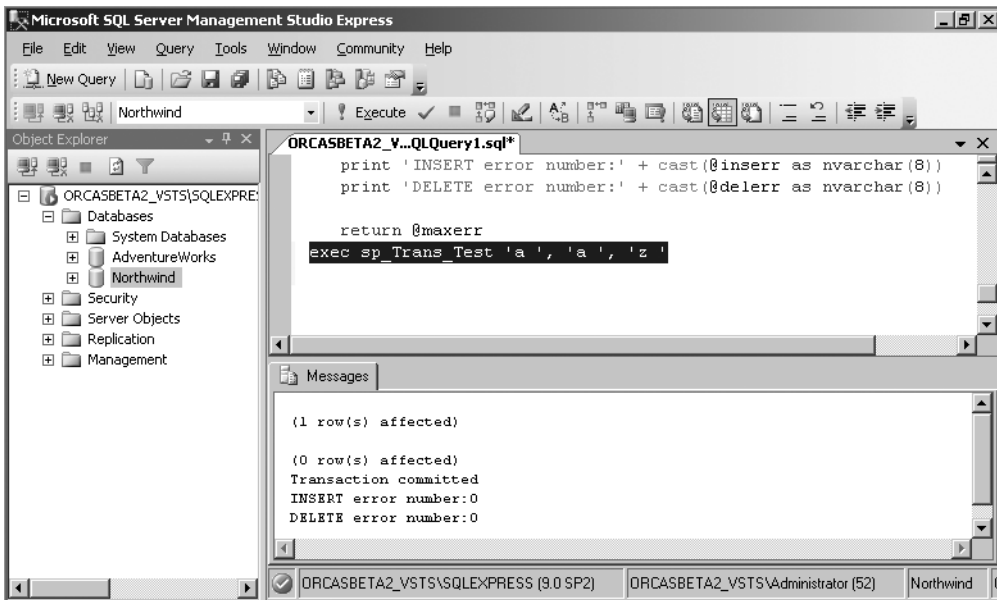 Microsoft SQL Server Management Studio Express
File Edit View Query Tools Window Community Help
New Query
Northwind
Execute
Object Explorer
ORCASBETA2_VSTS\SQLEXPRE
Databases
System Databases
AdventureWorks
Northwind
Security
Server Objects
Replication
Management
ORCASBETA2_V...QLQuery1.sql*
print 'INSERT error number:' + cast(@inserr as nvarchar(8))
print 'DELETE error number:' + cast(@delerr as nvarchar(8))
return @maxerr
exec sp_Trans_Test 'a ', 'a ', 'z '
Messages
(1 row(s) affected)
(0 row(s) affected)
Transaction committed
INSERT error number:0
DELETE error number:0
ORCASBETA2_VSTS\SQLEXPRESS (9.0 SP2) ORCASBETA2_VSTS\Administrator (52) Northwind